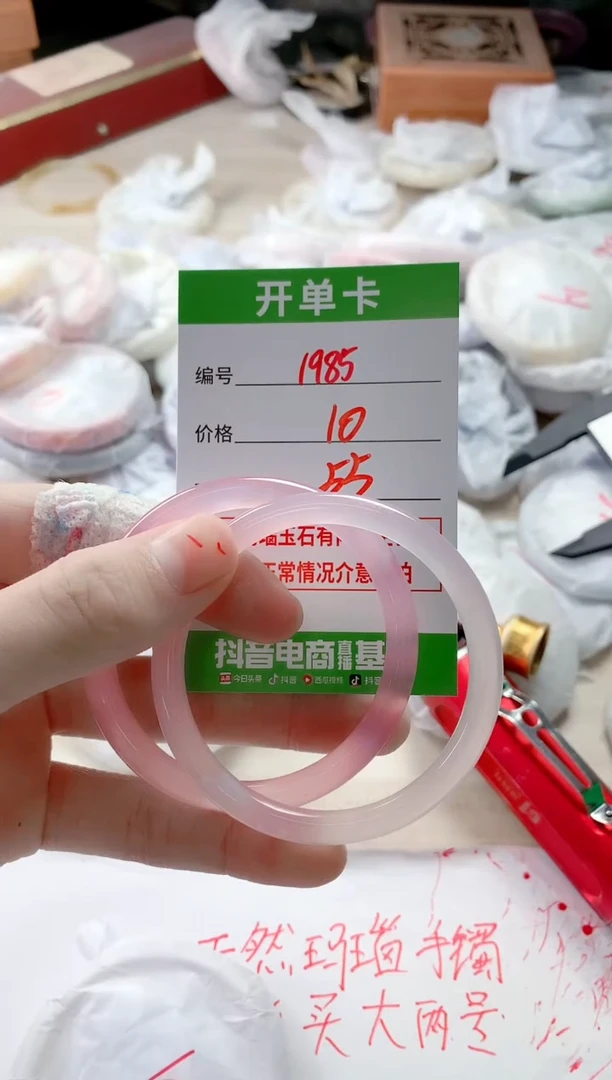 开单卡
编号 1985
价格 10
55
玉石有
正常情况介意 拍
抖音电商直播基
今日头条 抖音 西瓜视频 抖音
天然玛瑙手镯
买大两号